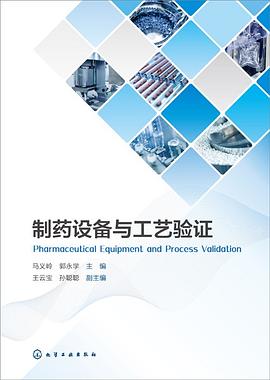 制药设备与工艺验证
Pharmaceutical Equipment and Process Validation
马义岭 郭永学 主 编
王云宝 孙聪聪 副主编
化学工业出版社